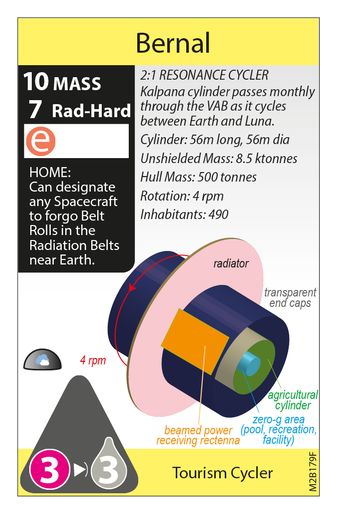 Bernal
10 MASS
7 Rad-Hard
e
HOME:
Can designate
any Spacecraft
to forgo Belt
Rolls in the
Radiation Belts
near Earth.
2:1 RESONANCE CYCLER
Kalpana cylinder passes monthly
through the VAB as it cycles
between Earth and Luna.
Cylinder: 56m long, 56m dia
Unshielded Mass: 8.5 ktonnes
Hull Mass: 500 tonnes
Rotation: 4 rpm
Inhabitants: 490
radiator
transparent
end caps
4 rpm
agricultural
cylinder
zero-g area
(pool, recreation,
facility)
beamed power
receiving rectenna
3 3
Tourism Cycler
M2B179F